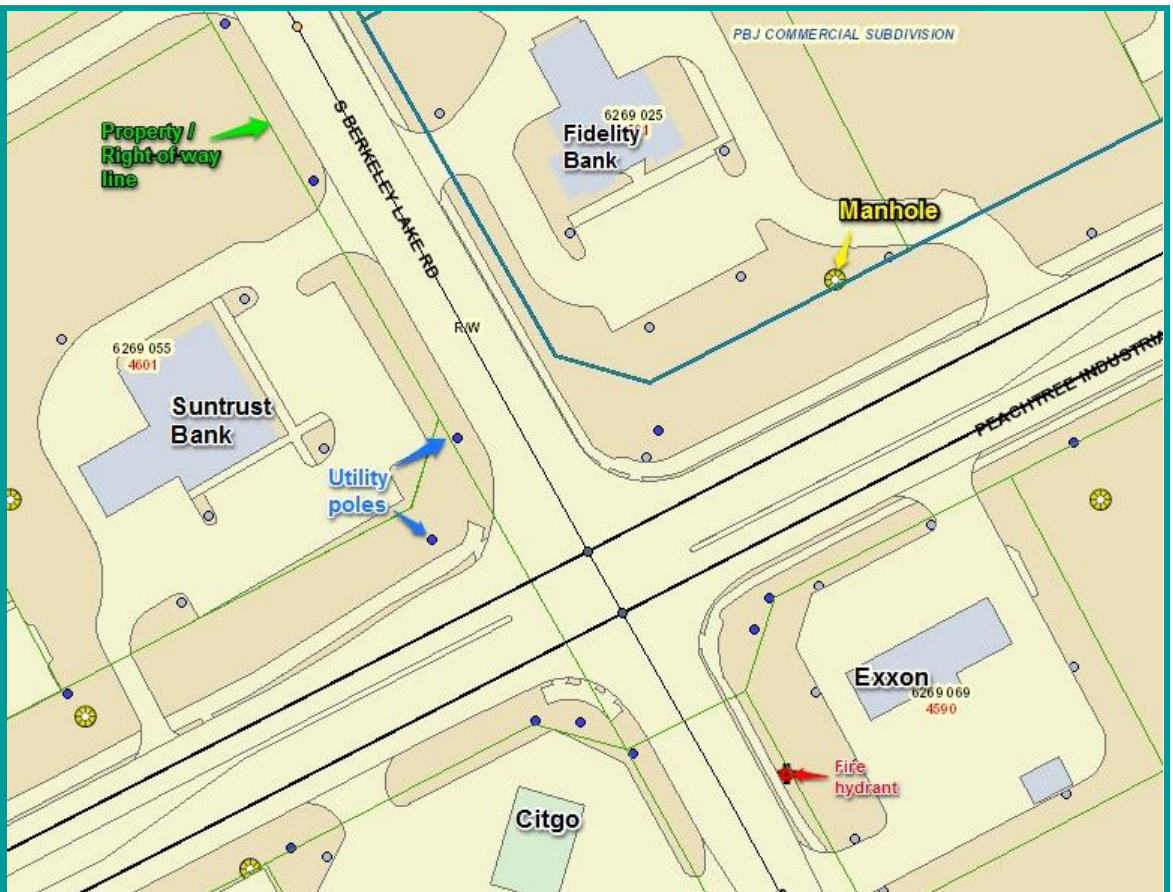 PBJ COMMERCIAL SUBDIVISION
Property /
Right-of-way
line
S BERKELEY LAKE RD
6269 025
Fidelity
Bank
Manhole
R/W
6269 055
4601
Suntrust
Bank
PEACHTREE INDUSTRIA
Utility
poles
Exxon
6269 069
4590
Fire
hydrant
Citgo